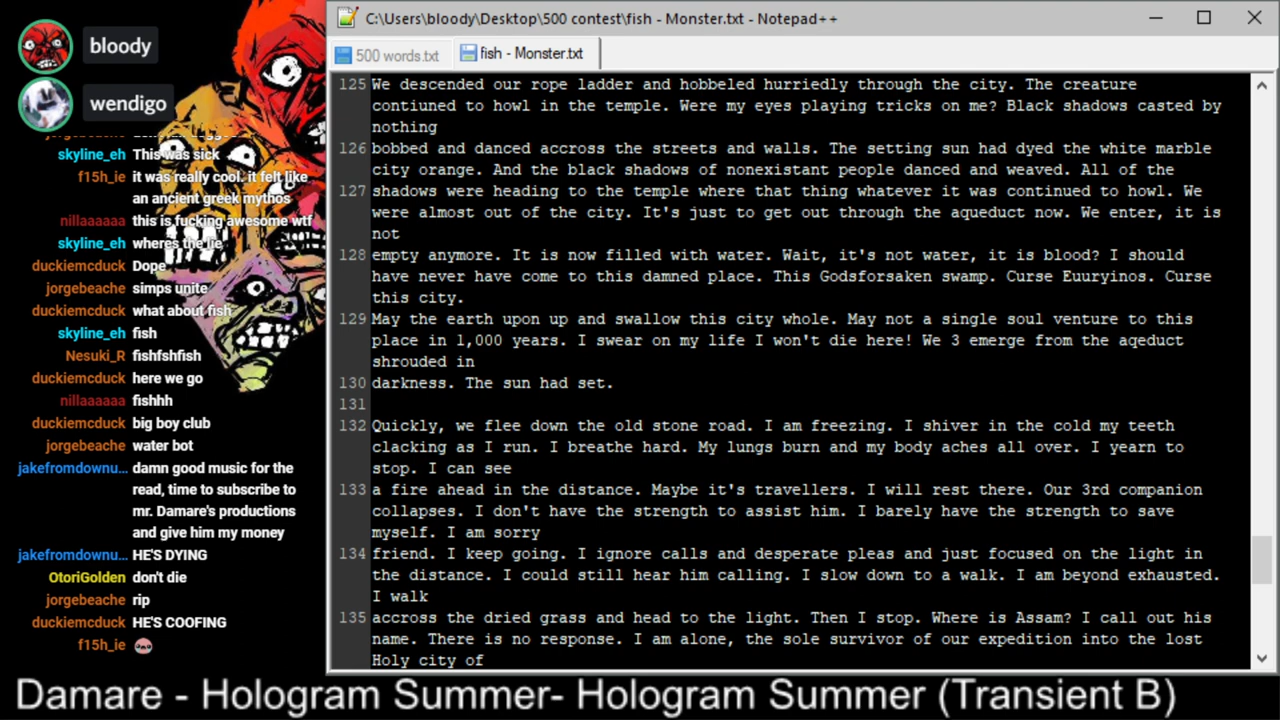 bloody
wendigo
skyline_eh This was sick
f15h_ie it was really cool. it felt like
an ancient greek mythos
nillaaaaaa this is fucking awesome wtf
skyline_eh wheres the lie
duckiemcduck Dope
jorgebeache simps unite
duckiemcduck what about fish
skyline_eh fish
Nesuki_R fishfshfish
duckiemcduck here we go
nillaaaaaa fishhh
duckiemcduck big boy club
jorgebeache water bot
jakefromdownu... damn good music for the
read, time to subscribe to
mr. Damare's productions
and give him my money
jakefromdownu... HE'S DYING
OtoriGolden don't die
jorgebeache rip
duckiemcduck HE'S COOFING
f15h_ie
C:\Users\bloody\Desktop\500 contest\fish - Monster.txt - Notepad++
500 words.txt
fish - Monster.txt
125 We descended our rope ladder and hobbeled hurriedly through the city. The creature
contiuned to howl in the temple. Were my eyes playing tricks on me? Black shadows casted by
nothing
126 bobbed and danced accross the streets and walls. The setting sun had dyed the white marble
city orange. And the black shadows of nonexistant people danced and weaved. All of the
127 shadows were heading to the temple where that thing whatever it was continued to howl. We
were almost out of the city. It's just to get out through the aqueduct now. We enter, it is
not
128 empty anymore. It is now filled with water. Wait, it's not water, it is blood? I should
have never have come to this damned place. This Godsforsaken swamp. Curse Euuryinos. Curse
this city.
129 May the earth upon up and swallow this city whole. May not a single soul venture to this
place in 1,000 years. I swear on my life I won't die here! We 3 emerge from the aqeduct
shrouded in
130 darkness. The sun had set.
131
132 Quickly, we flee down the old stone road. I am freezing. I shiver in the cold my teeth
clacking as I run. I breathe hard. My lungs burn and my body aches all over. I yearn to
stop. I can see
133 a fire ahead in the distance. Maybe it's travellers. I will rest there. Our 3rd companion
collapses. I don't have the strength to assist him. I barely have the strength to save
myself. I am sorry
134 friend. I keep going. I ignore calls and desperate pleas and just focused on the light in
the distance. I could still hear him calling. I slow down to a walk. I am beyond exhausted.
I walk
135 accross the dried grass and head to the light. Then I stop. Where is Assam? I call out his
name. There is no response. I am alone, the sole survivor of our expedition into the lost
Holy city of
Damare - Hologram Summer- Hologram Summer (Transient B)